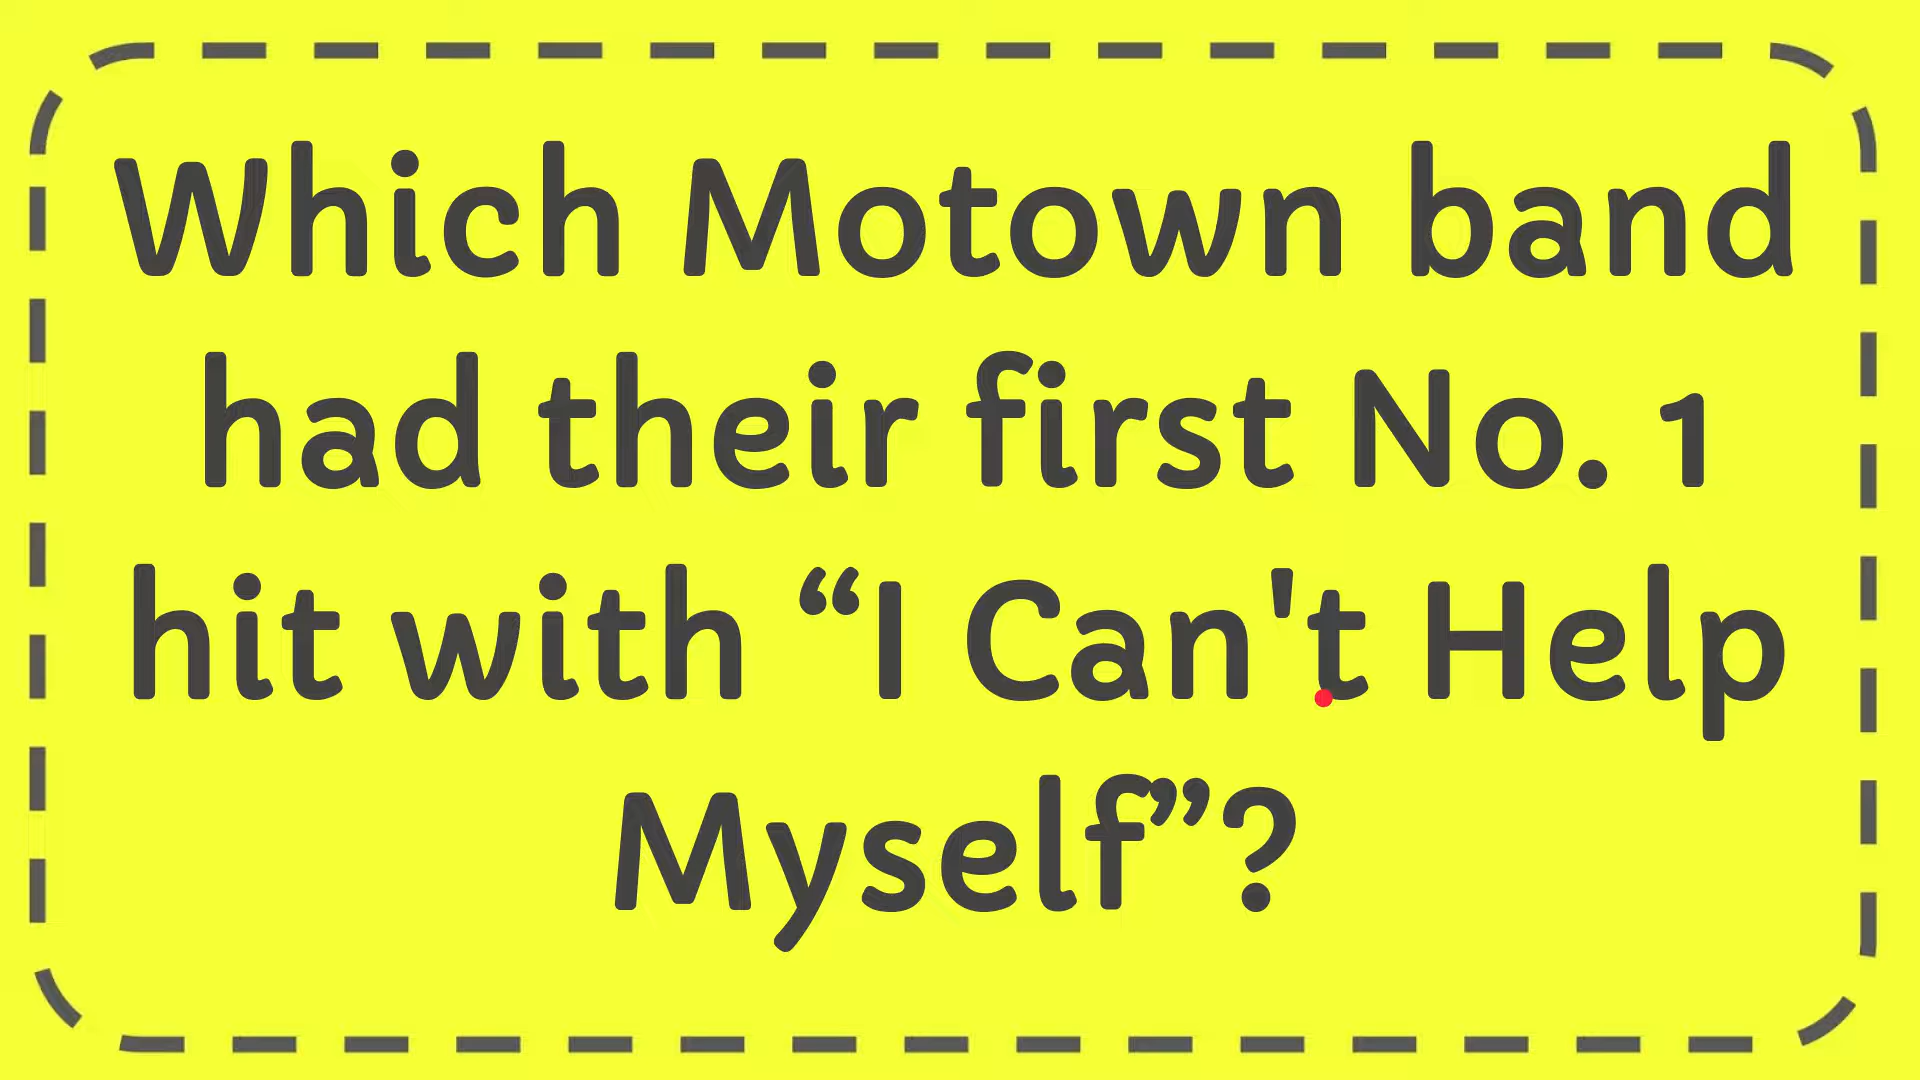 Which Motown band
had their first No. 1
hit with “I Can't Help
Myself”?